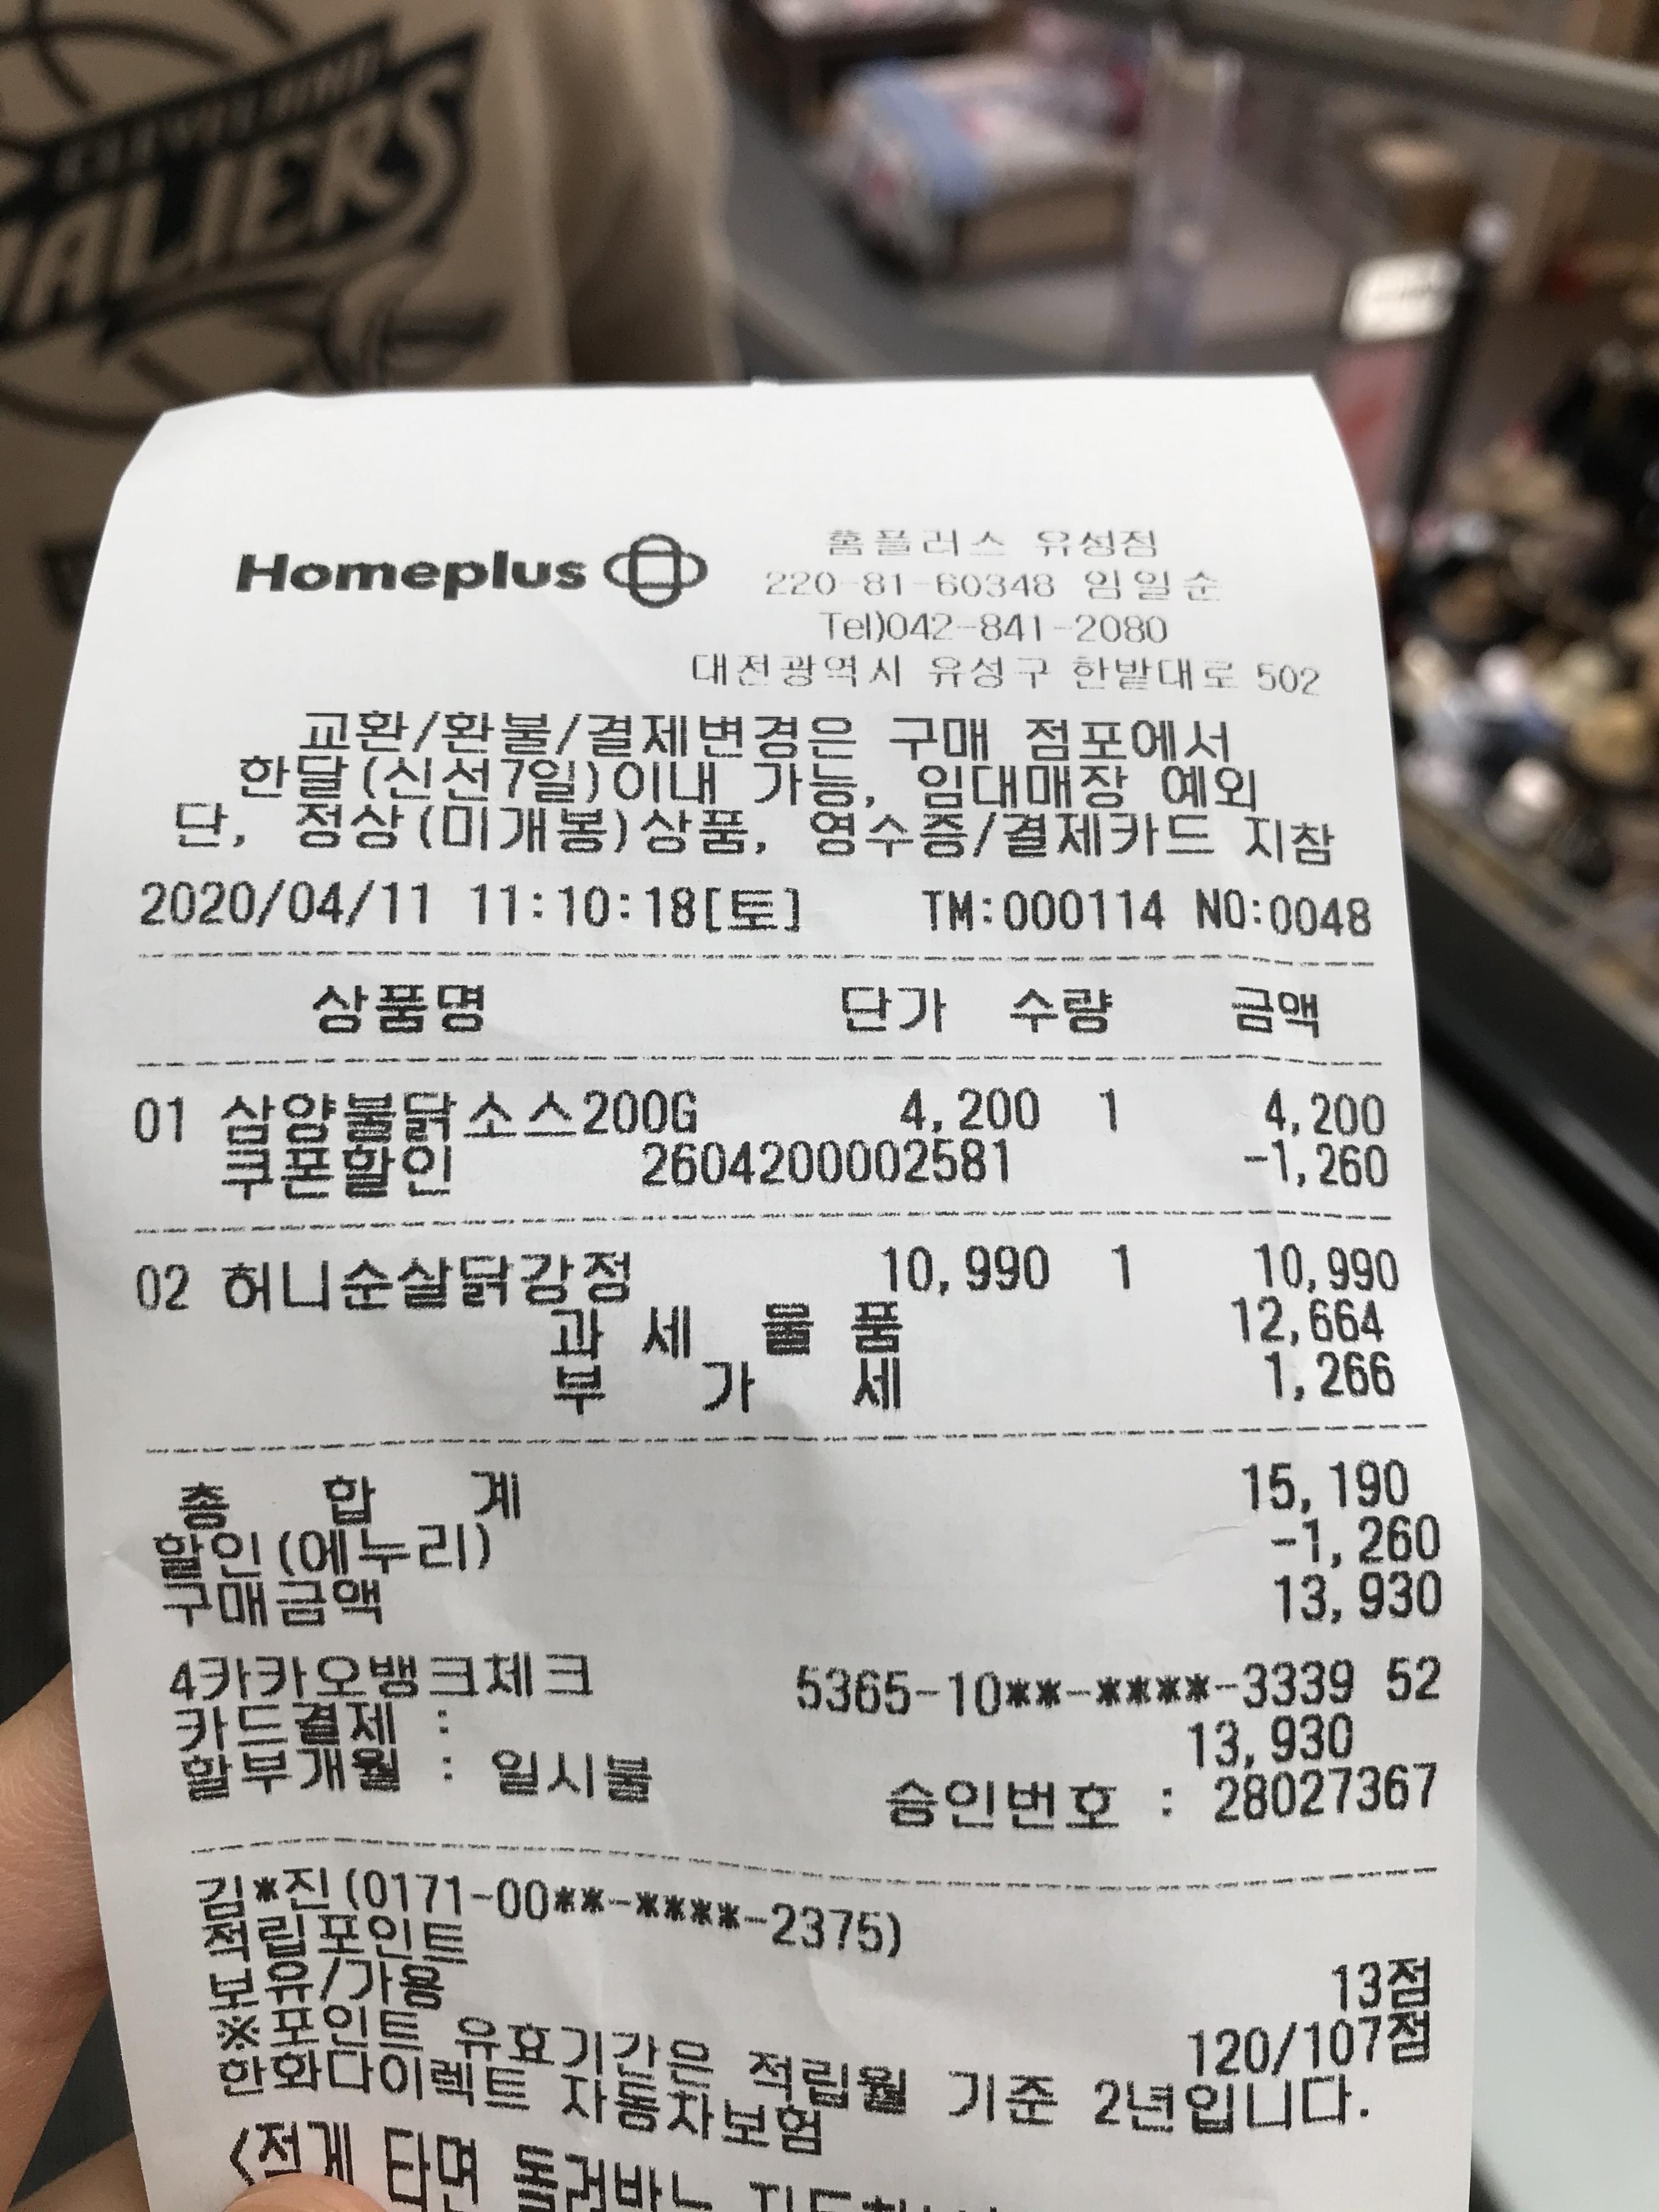 CLEVELAND
ALIERS
Homeplus
홈플러스 유성점
220-81-60348 임일순
Tel)042-841-2080
대전광역시 유성구 한밭대로 502
교환/환불/결제변경은 구매 점포에서
한달(신선7일)이내 가능, 임대매장 예외
단, 정상(미개봉)상품, 영수증/결제카드 지참
2020/04/11 11:10:18[토] TM:000114 NO:0048
상품명 단가 수량 금액
01 삼양불닭소스200G 4,200 1 4,200
쿠폰할인 2604200002581 -1,260
02 허니순살닭강정 10,990 1 10,990
과 세 물 품 12,664
부 가 세 1,266
총 합 계 15,190
할인(에누리) -1,260
구매금액 13,930
4카카오뱅크체크 5365-10**-****-3339 52
카드결제 : 13,930
할부개월 : 일시불 승인번호 : 28027367
김*진(0171-00**-****-2375)
적립포인트 13점
보유/가용 120/107점
※포인트 유효기간은 적립월 기준 2년입니다.
한화다이렉트 자동차보험